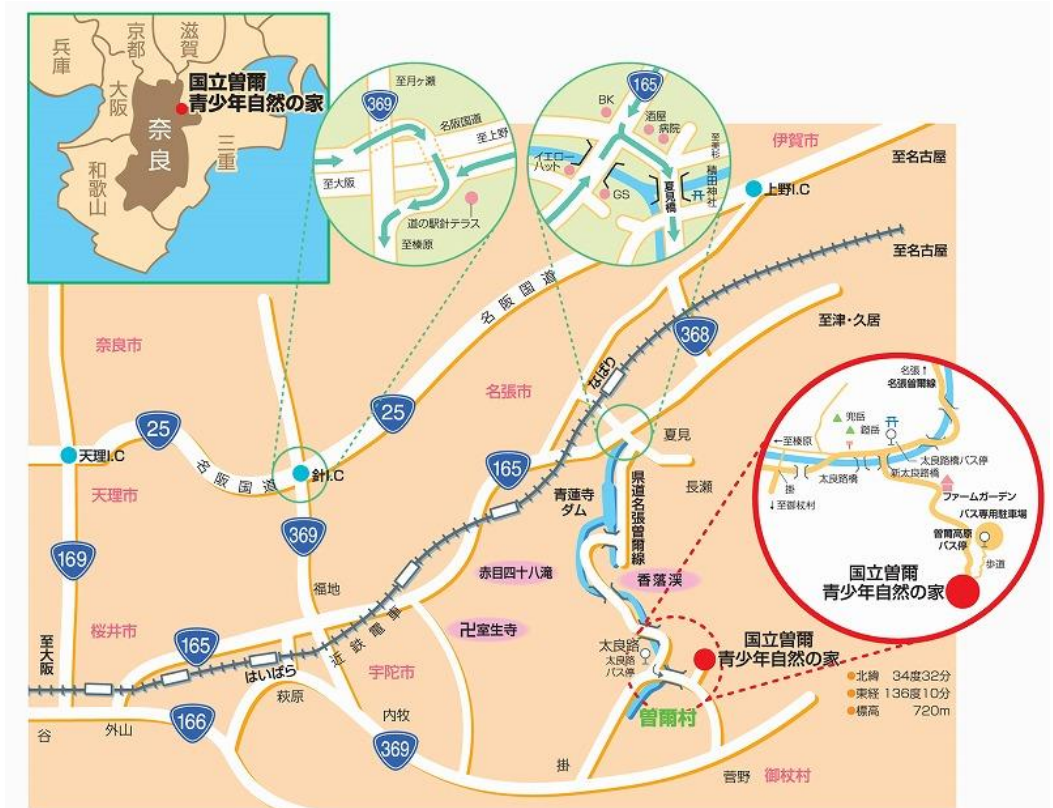 兵庫
京都
滋賀
大阪
奈良
和歌山
三重
国立曽爾
青少年自然の家
至月ヶ瀬
369
名阪国道
至上野
至大阪
道の駅針テラス
至榛原
165
BK
酒屋
病院
イエロー
ハット
GS
夏見橋
積田神社
至美杉
伊賀市
至名古屋
上野I.C
至名古屋
名阪国道
368
至津・久居
奈良市
名張市
なばり
25
25
夏見
天理I.C
名阪国道
針I.C
165
長瀬
天理市
青蓮寺
ダム
県道名張曽爾線
369
169
福地
赤目四十八滝
香落渓
桜井市
卍室生寺
至大阪
165
近鉄電車
はいばら
宇陀市
太良路
太良路
バス停
国立曽爾
青少年自然の家
北緯 34度32分
東経 136度10分
標高 720m
萩原
曽爾村
谷
外山
166
内牧
369
掛
菅野
御杖村
名張↑
名張曽爾線
兜岳
鎧岳
←至榛原
太良路橋バス停
新太良路橋
太良路橋
掛
↓至御杖村
ファームガーデン
バス専用駐車場
曽爾高原
バス停
歩道
国立曽爾
青少年自然の家